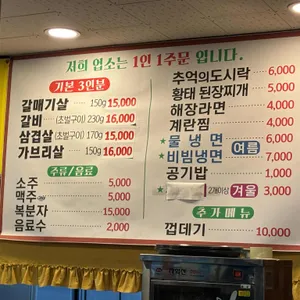 저희 업소는 1인 1주문 입니다.
기본 3인분
갈매기살 150g 15,000
갈비 (초벌구이) 230g 16,000
삼겹살 (초벌구이) 170g 15,000
가브리살 150g 16,000
주류/음료
소주 5,000
맥주 5,000
복분자 15,000
음료수 2,000
추억의도시락 6,000
황태 된장찌개 5,000
해장라면 4,000
계란찜 4,000
★물냉면 6,000
★비빔냉면 여름 7,000
공기밥 1,000
★ 2개이상 겨울 3,000
추가메뉴
껍데기 10,000